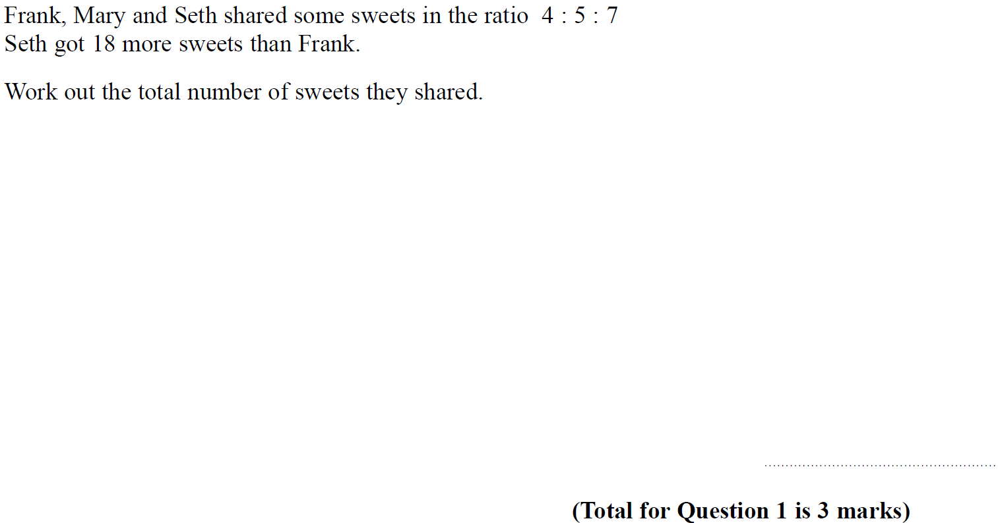 Frank, Mary and Seth shared some sweets in the ratio  4 : 5 : 7
Seth got 18 more sweets than Frank.
Work out the total number of sweets they shared.
......................................................
(Total for Question 1 is 3 marks)